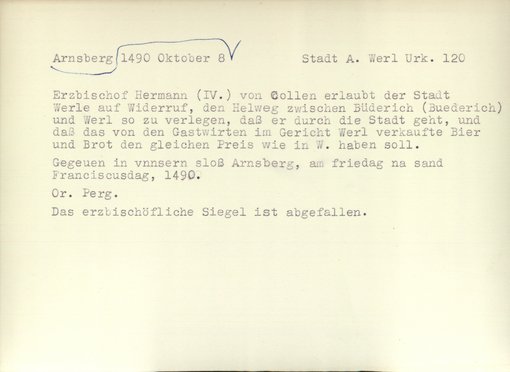 Arnsberg 1490 Oktober 8 Stadt A. Werl Urk. 120
Erzbischof Hermann (IV.) von Collen erlaubt der Stadt
Werle auf Widerruf, den Helweg zwischen Büderich (Buederich)
und Werl so zu verlegen, daß er durch die Stadt geht, und
daß das von den Gastwirten im Gericht Werl verkaufte Bier
und Brot den gleichen Preis wie in W. haben soll.
Gegeuen in vnnsern sloß Arnsberg, am friedag na sand
Franciscusdag, 1490.
Or. Perg.
Das erzbischöfliche Siegel ist abgefallen.